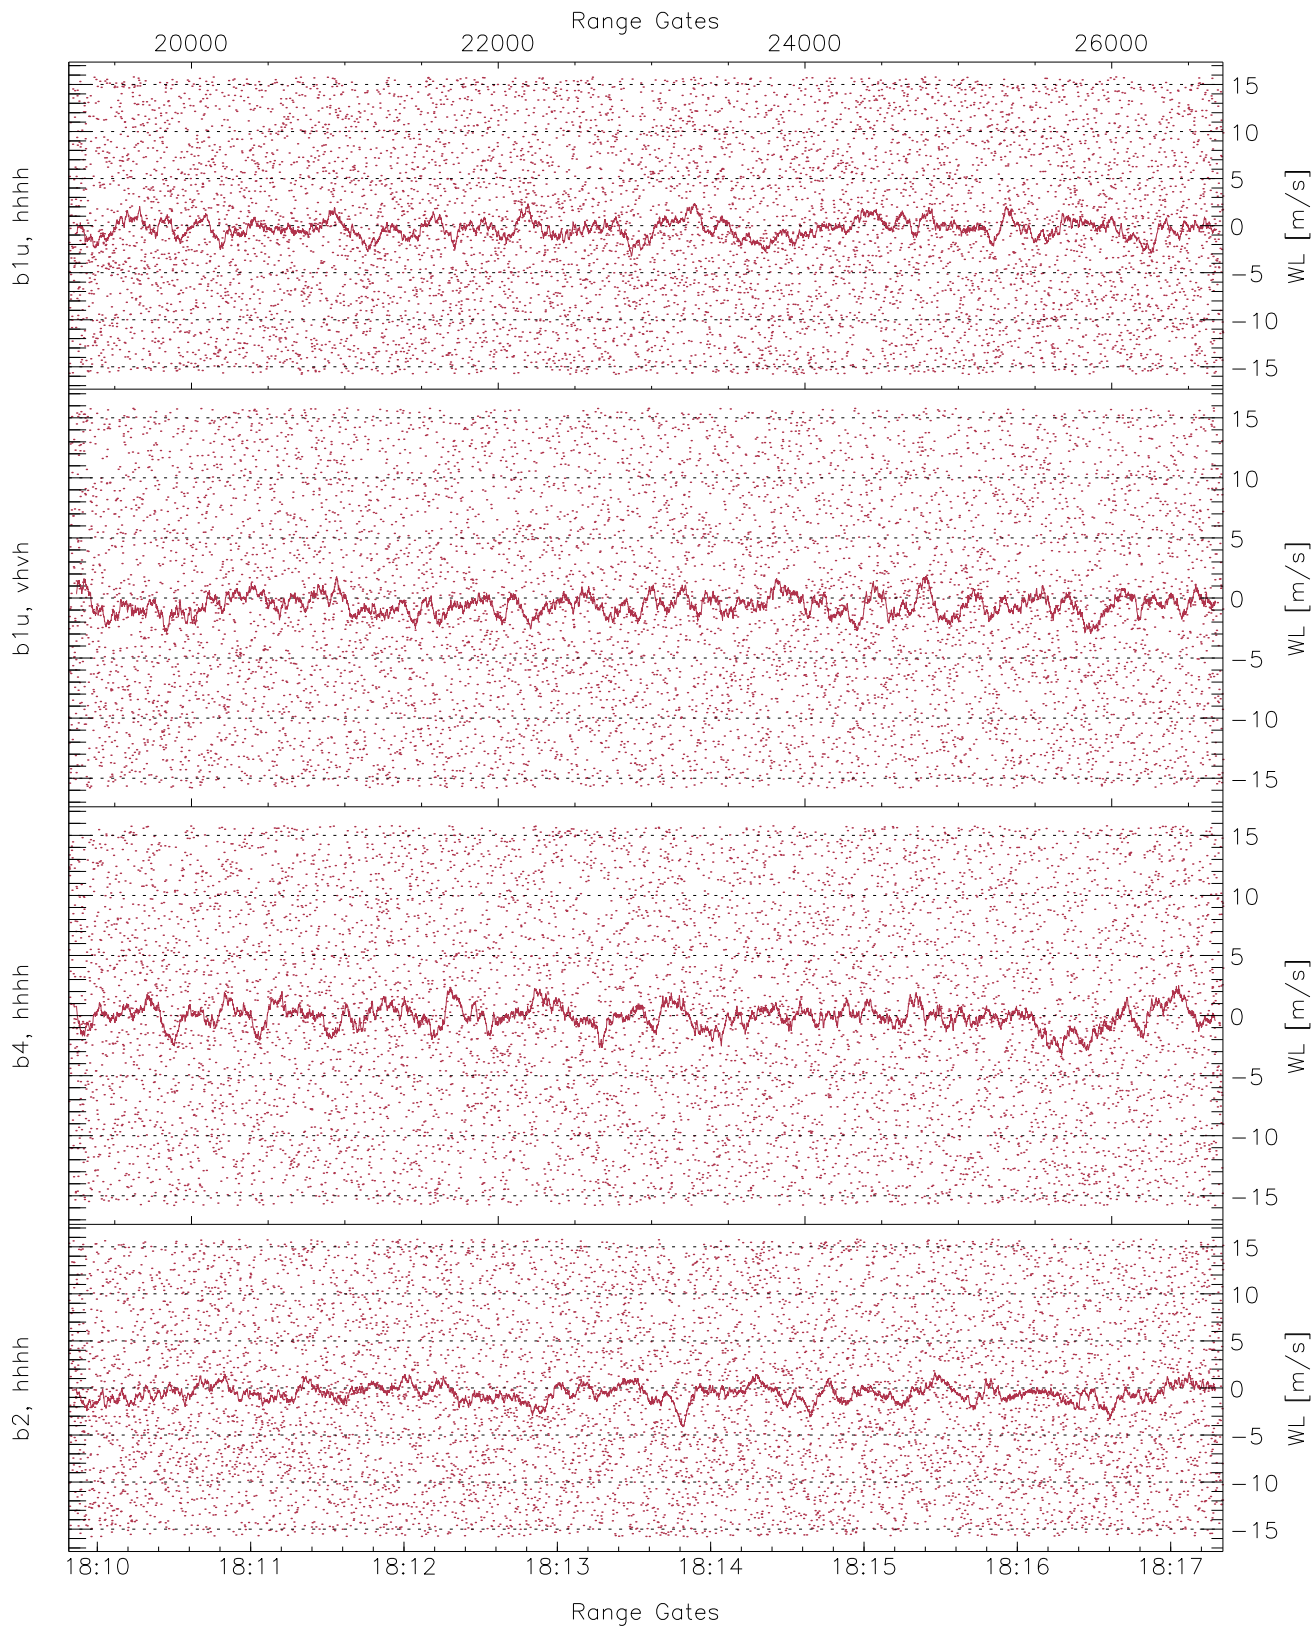 Range Gates
20000 22000 24000 26000
b1u, hhhh
15
10
5
0
−5
−10
−15
WL [m/s]
b1u, vhvh
15
10
5
0
−5
−10
−15
WL [m/s]
b4, hhhh
15
10
5
0
−5
−10
−15
WL [m/s]
b2, hhhh
15
10
5
0
−5
−10
−15
WL [m/s]
18:10 18:11 18:12 18:13 18:14 18:15 18:16 18:17
Range Gates